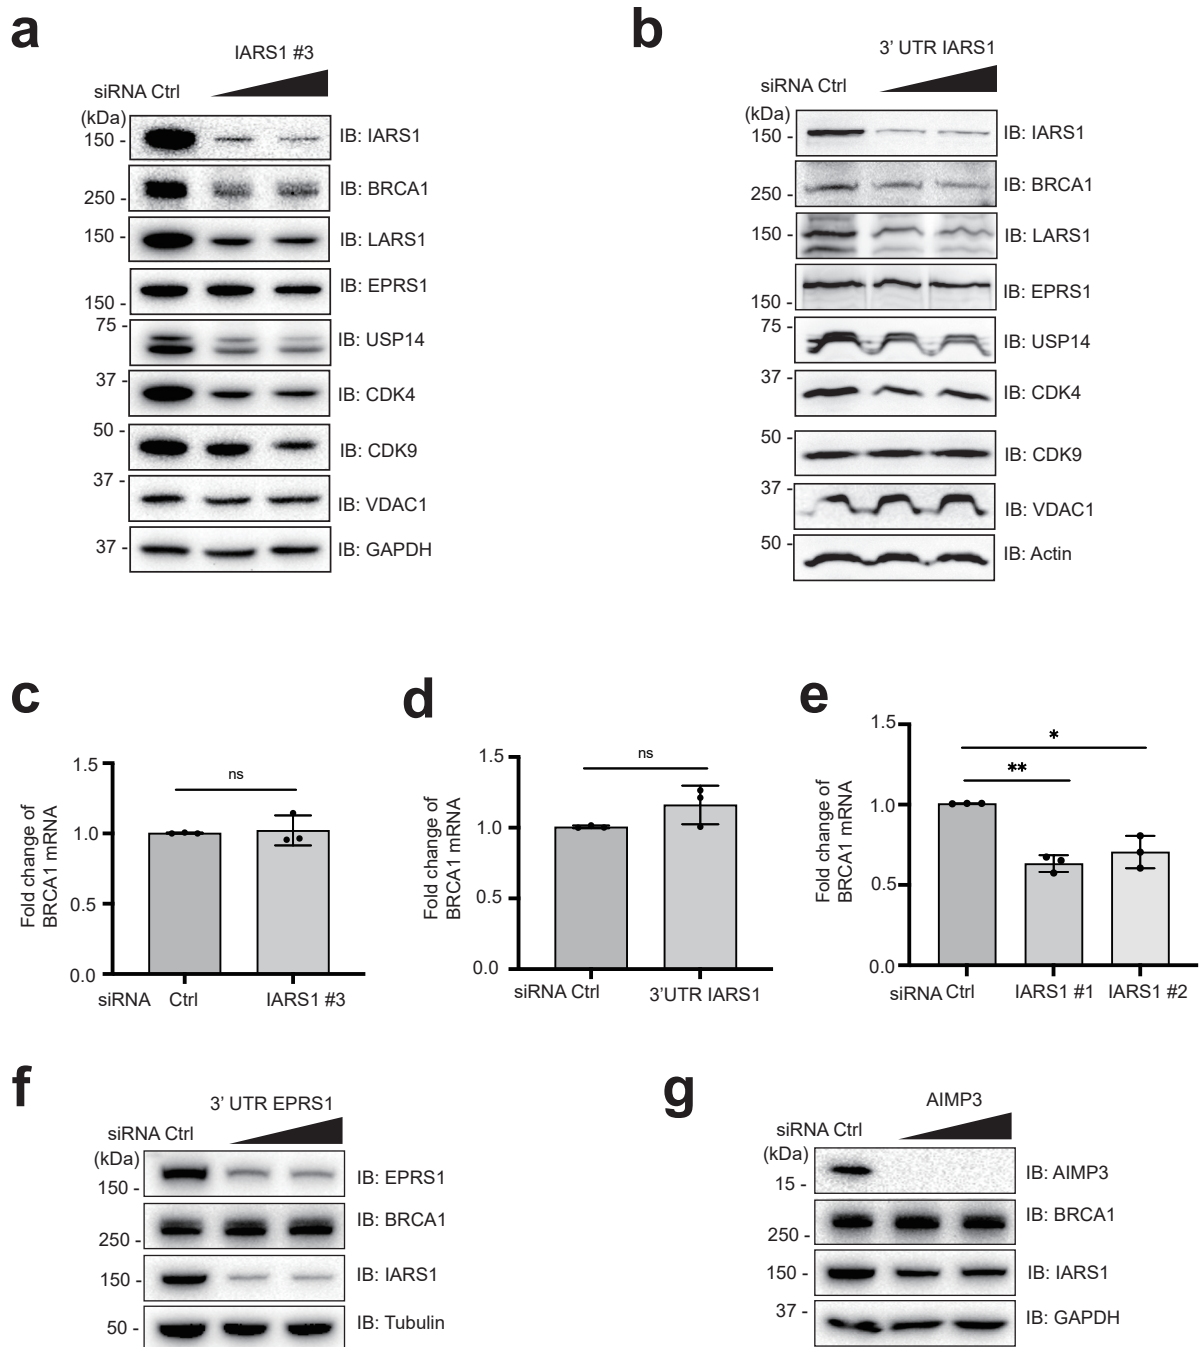 a
IARS1 #3
siRNA Ctrl
(kDa)
150 -
IB: IARS1
250 -
IB: BRCA1
150 -
IB: LARS1
150 -
IB: EPRS1
75 -
IB: USP14
37 -
IB: CDK4
50 -
IB: CDK9
37 -
IB: VDAC1
37 -
IB: GAPDH
b
3' UTR IARS1
siRNA Ctrl
(kDa)
150 -
IB: IARS1
250 -
IB: BRCA1
150 -
IB: LARS1
150 -
IB: EPRS1
75 -
IB: USP14
37 -
IB: CDK4
50 -
IB: CDK9
37 -
IB: VDAC1
50 -
IB: Actin
c
Fold change of
BRCA1 mRNA
1.5
1.0
0.5
0.0
ns
siRNA Ctrl IARS1 #3
d
Fold change of
BRCA1 mRNA
1.5
1.0
0.5
0.0
ns
siRNA Ctrl 3'UTR IARS1
e
Fold change of
BRCA1 mRNA
1.5
1.0
0.5
0.0
*
**
siRNA Ctrl IARS1 #1 IARS1 #2
f
3' UTR EPRS1
siRNA Ctrl
(kDa)
150 -
IB: EPRS1
250 -
IB: BRCA1
150 -
IB: IARS1
50 -
IB: Tubulin
g
AIMP3
siRNA Ctrl
(kDa)
15 -
IB: AIMP3
250 -
IB: BRCA1
150 -
IB: IARS1
37 -
IB: GAPDH